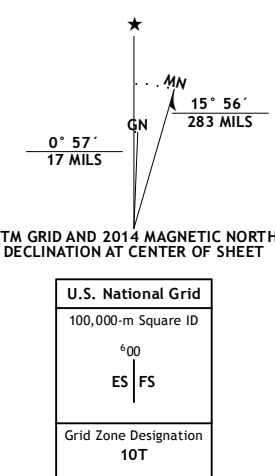 ★
MN
15° 56´
GN
283 MILS
0° 57´
17 MILS
TM GRID AND 2014 MAGNETIC NORTH
DECLINATION AT CENTER OF SHEET
U.S. National Grid
100,000-m Square ID
⁶00
ES FS
Grid Zone Designation
10T